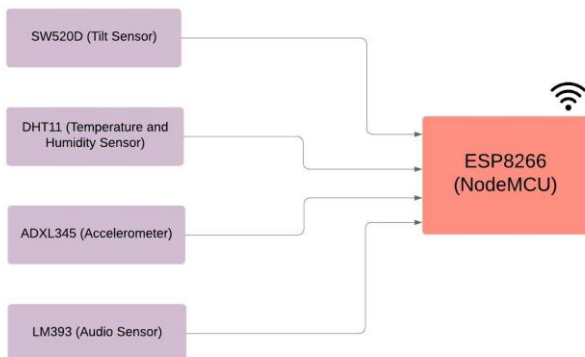 SW520D (Tilt Sensor)
DHT11 (Temperature and
Humidity Sensor)
ADXL345 (Accelerometer)
LM393 (Audio Sensor)
ESP8266
(NodeMCU)